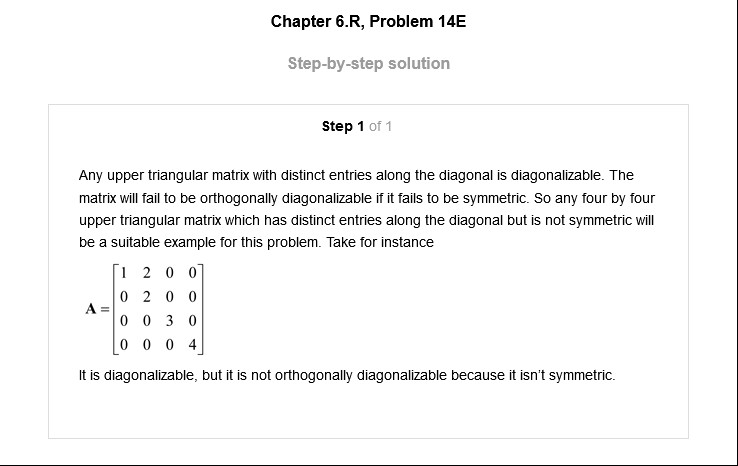 Chapter 6.R, Problem 14E
Step-by-step solution
Step 1 of 1
Any upper triangular matrix with distinct entries along the diagonal is diagonalizable. The
matrix will fail to be orthogonally diagonalizable if it fails to be symmetric. So any four by four
upper triangular matrix which has distinct entries along the diagonal but is not symmetric will
be a suitable example for this problem. Take for instance
1 2 0 0
0 2 0 0
A =
0 0 3 0
0 0 0 4
It is diagonalizable, but it is not orthogonally diagonalizable because it isn't symmetric.